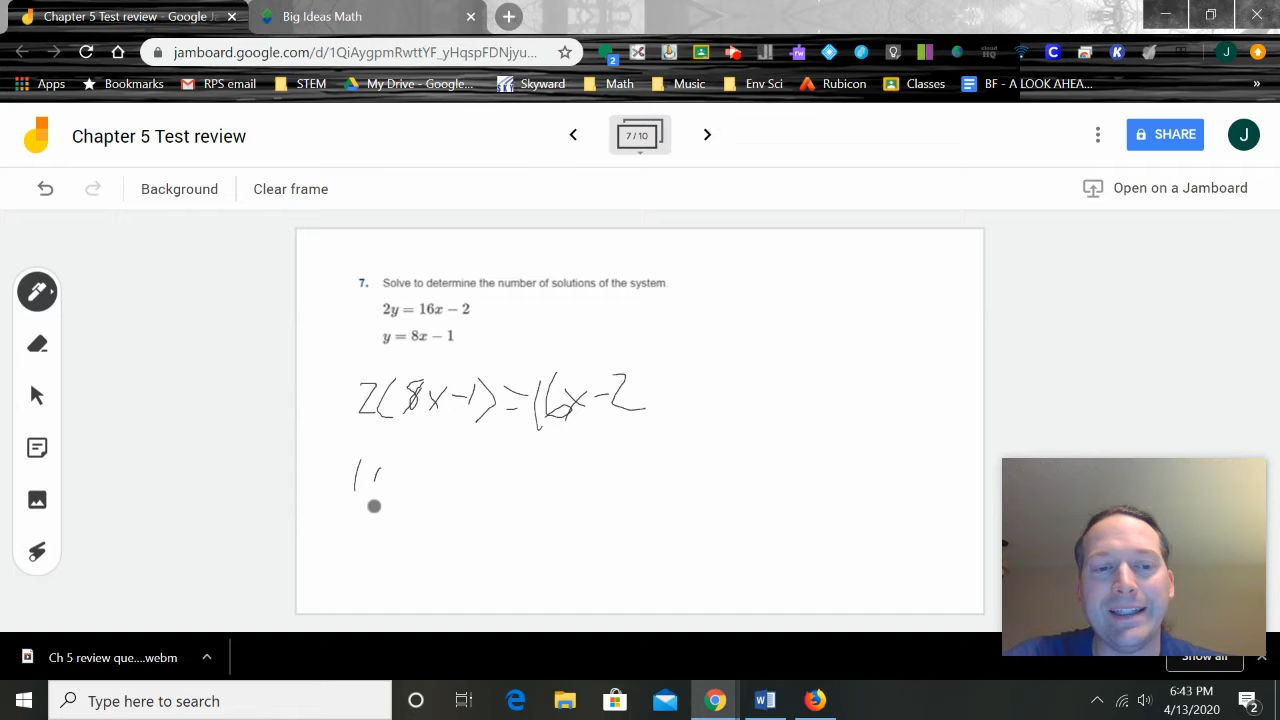 Chapter 5 Test review - Google J
Big Ideas Math
jamboard.google.com/d/1QiAygpmRwttYF_yHqspFDNjyu...
2
J
Apps
Bookmarks
RPS email
STEM
My Drive - Google...
Skyward
Math
Music
Env Sci
Rubicon
Classes
BF - A LOOK AHEA...
»
Chapter 5 Test review
7 / 10
SHARE
J
Background
Clear frame
Open on a Jamboard
7. Solve to determine the number of solutions of the system.
2y = 16x − 2
y = 8x − 1
2(8x-1)=16x-2
Ch 5 review que....webm
Show all
Type here to search
6:43 PM
4/13/2020
2